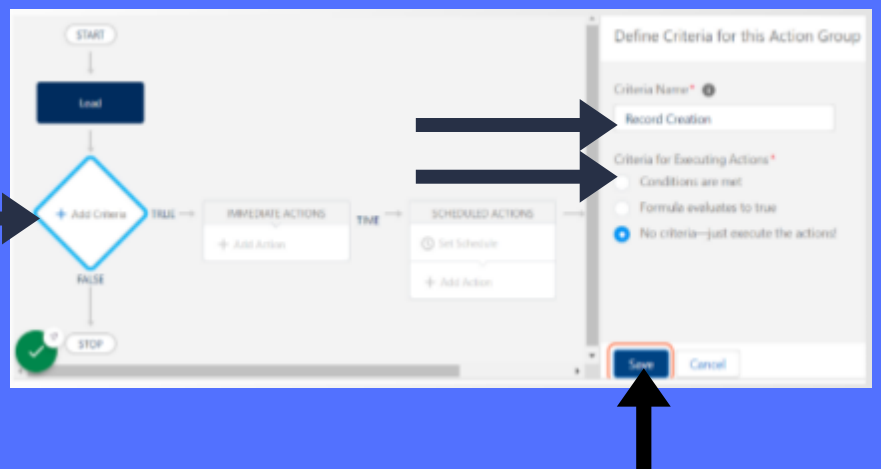 START
Lead
+ Add Criteria
TRUE
IMMEDIATE ACTIONS
+ Add Action
TIME
SCHEDULED ACTIONS
Set Schedule
+ Add Action
FALSE
STOP
Define Criteria for this Action Group
Criteria Name*
Record Creation
Criteria for Executing Actions*
Conditions are met
Formula evaluates to true
No criteria—just execute the actions!
Save
Cancel